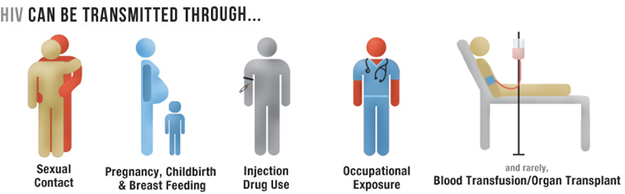 HIV CAN BE TRANSMITTED THROUGH...
Sexual
Contact
Pregnancy, Childbirth
& Breast Feeding
Injection
Drug Use
Occupational
Exposure
and rarely,
Blood Transfusion/Organ Transplant